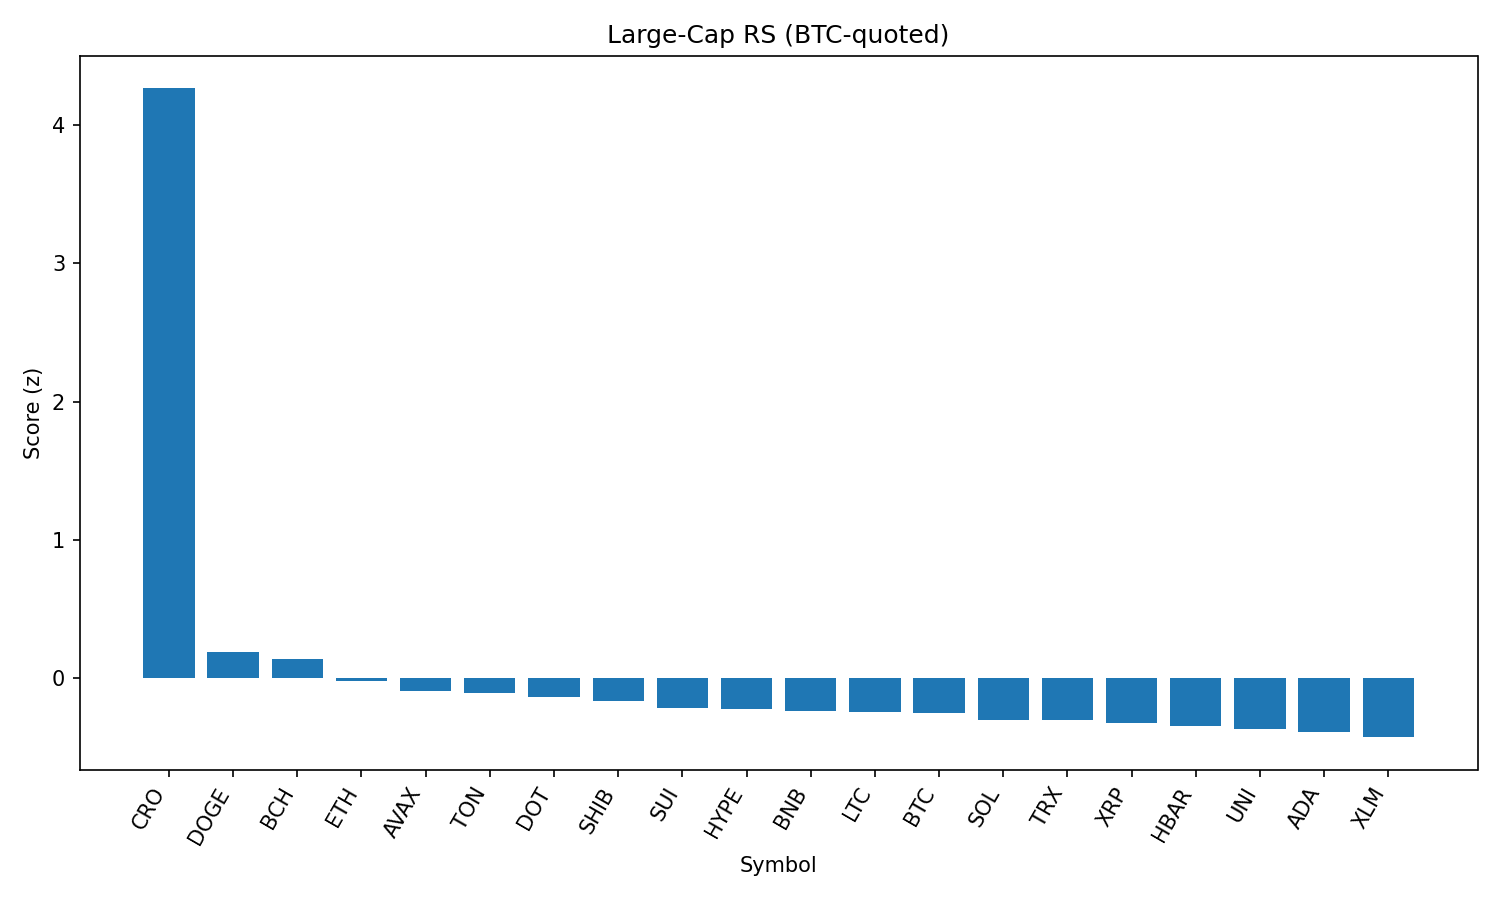 Large-Cap RS (BTC-quoted)
Score (z)
4
3
2
1
0
CRO
DOGE
BCH
ETH
AVAX
TON
DOT
SHIB
SUI
HYPE
BNB
LTC
BTC
SOL
TRX
XRP
HBAR
UNI
ADA
XLM
Symbol